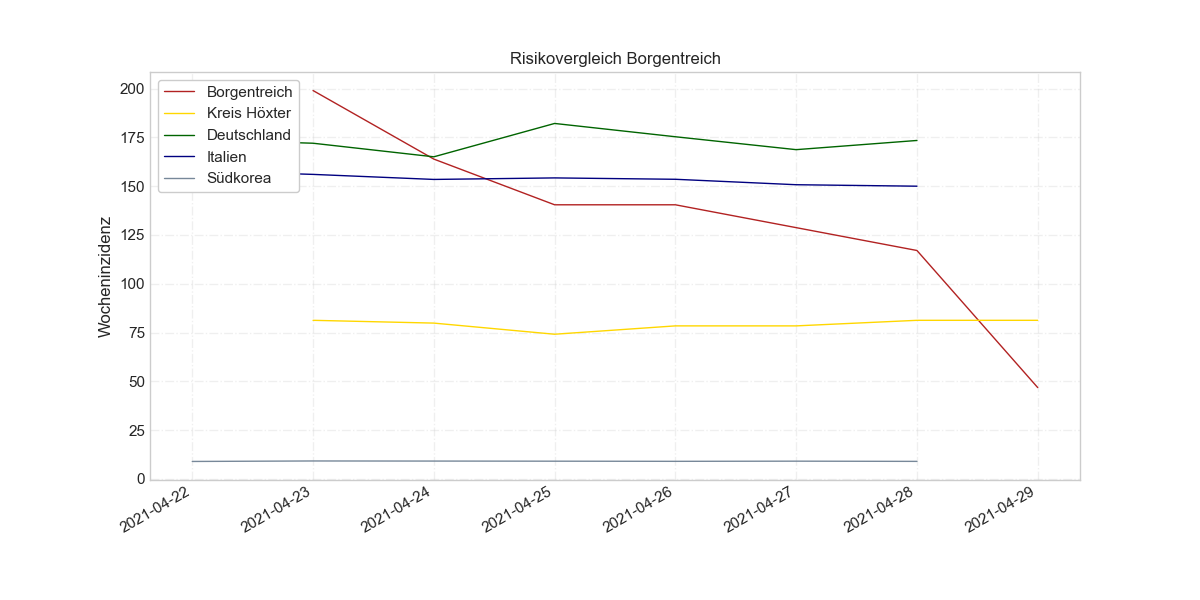 Risikovergleich Borgentreich
Borgentreich
Kreis Höxter
Deutschland
Italien
Südkorea
Wocheninzidenz
200
175
150
125
100
75
50
25
0
2021-04-22
2021-04-23
2021-04-24
2021-04-25
2021-04-26
2021-04-27
2021-04-28
2021-04-29